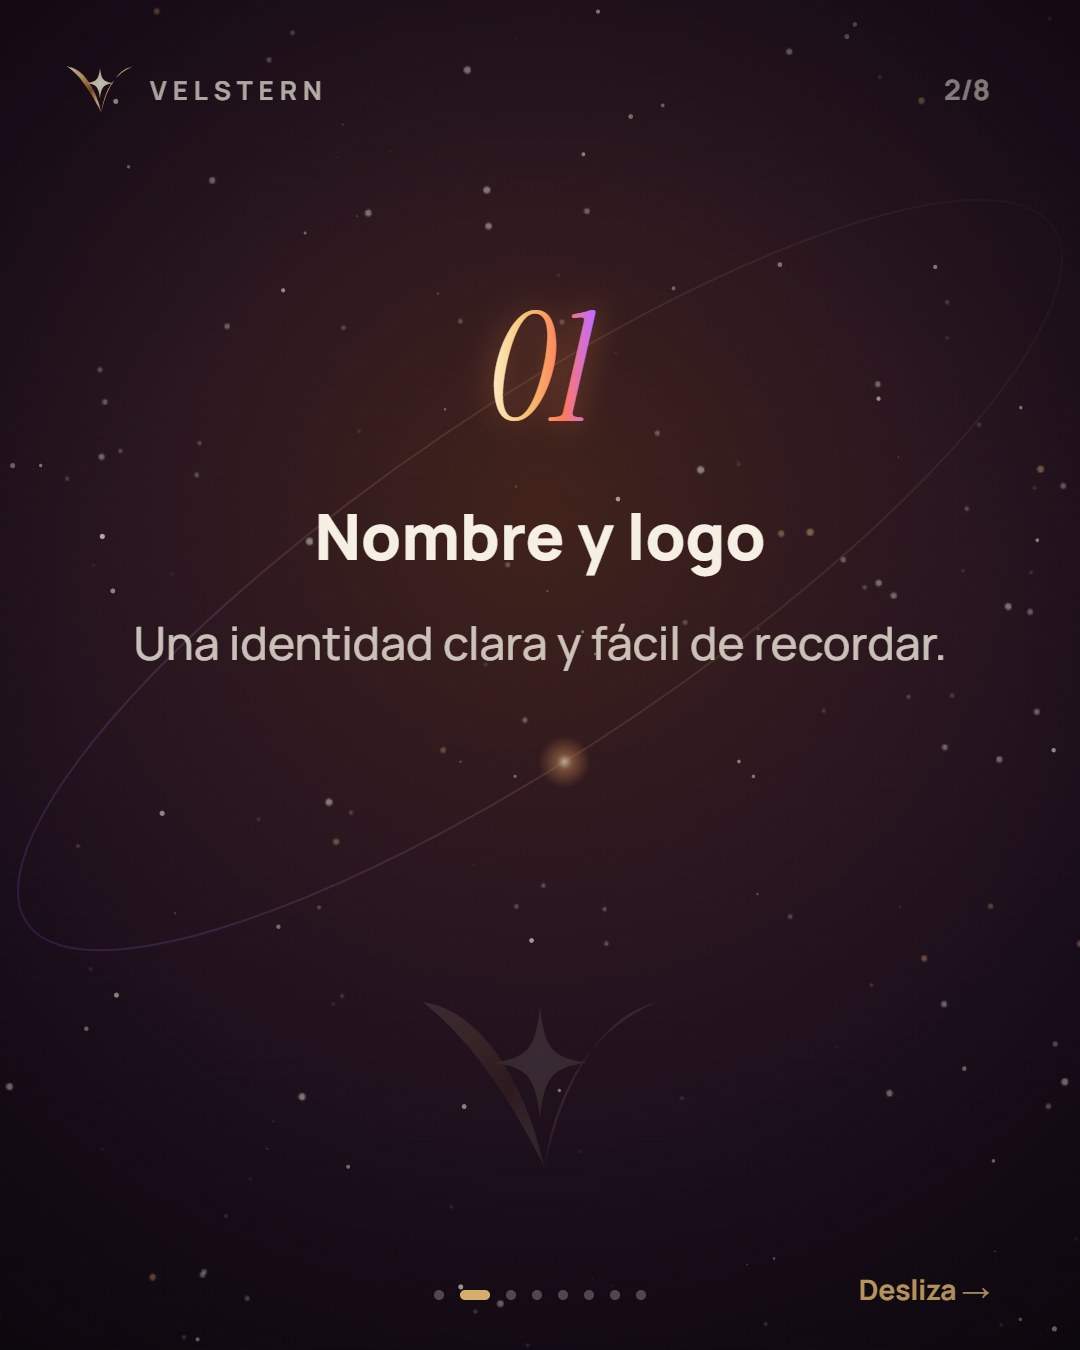 VELSTERN
2/8
01
Nombre y logo
Una identidad clara y fácil de recordar.
Desliza →